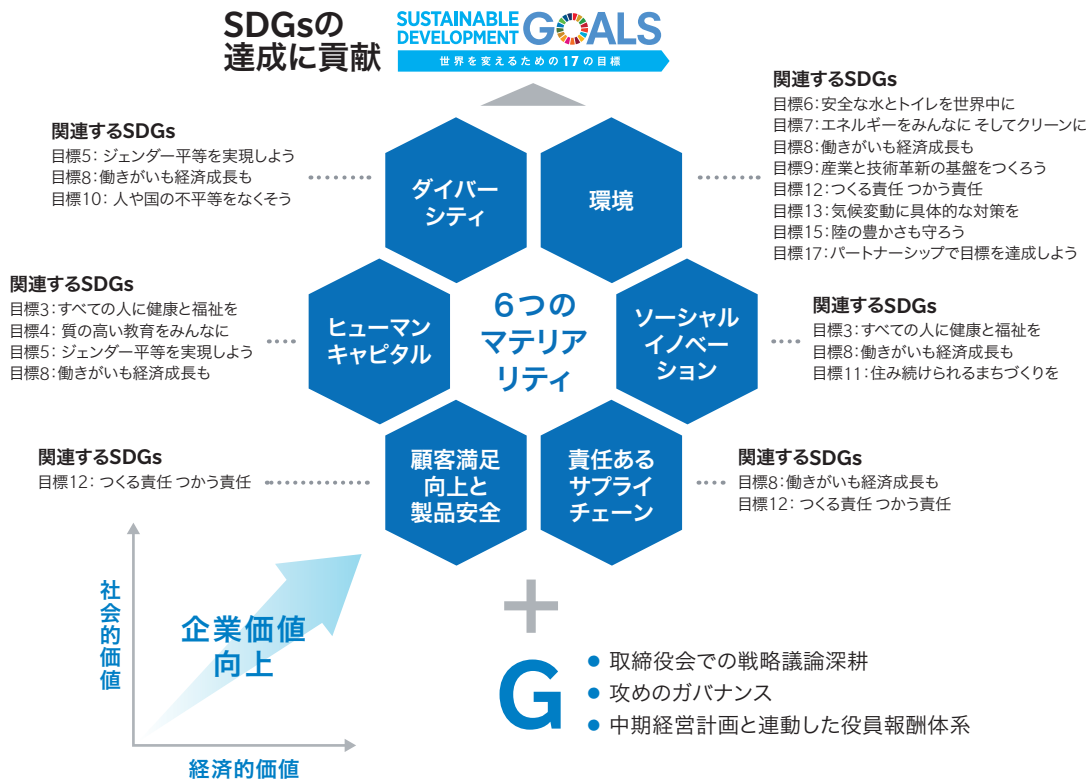 SDGsの
達成に貢献
SUSTAINABLE
DEVELOPMENT
GOALS
世界を変えるための17の目標
関連するSDGs
目標5: ジェンダー平等を実現しよう
目標8:働きがいも経済成長も
目標10: 人や国の不平等をなくそう
ダイバー
シティ
環境
関連するSDGs
目標6:安全な水とトイレを世界中に
目標7:エネルギーをみんなに そしてクリーンに
目標8:働きがいも経済成長も
目標9:産業と技術革新の基盤をつくろう
目標12:つくる責任 つかう責任
目標13:気候変動に具体的な対策を
目標15:陸の豊かさも守ろう
目標17:パートナーシップで目標を達成しよう
関連するSDGs
目標3:すべての人に健康と福祉を
目標4: 質の高い教育をみんなに
目標5: ジェンダー平等を実現しよう
目標8:働きがいも経済成長も
ヒューマン
キャピタル
6つの
マテリア
リティ
ソーシャル
イノベー
ション
関連するSDGs
目標3:すべての人に健康と福祉を
目標8:働きがいも経済成長も
目標11:住み続けられるまちづくりを
関連するSDGs
目標12: つくる責任 つかう責任
顧客満足
向上と
製品安全
責任ある
サプライ
チェーン
関連するSDGs
目標8:働きがいも経済成長も
目標12: つくる責任 つかう責任
社会的価値
企業価値
向上
経済的価値
G
● 取締役会での戦略議論深耕
● 攻めのガバナンス
● 中期経営計画と連動した役員報酬体系